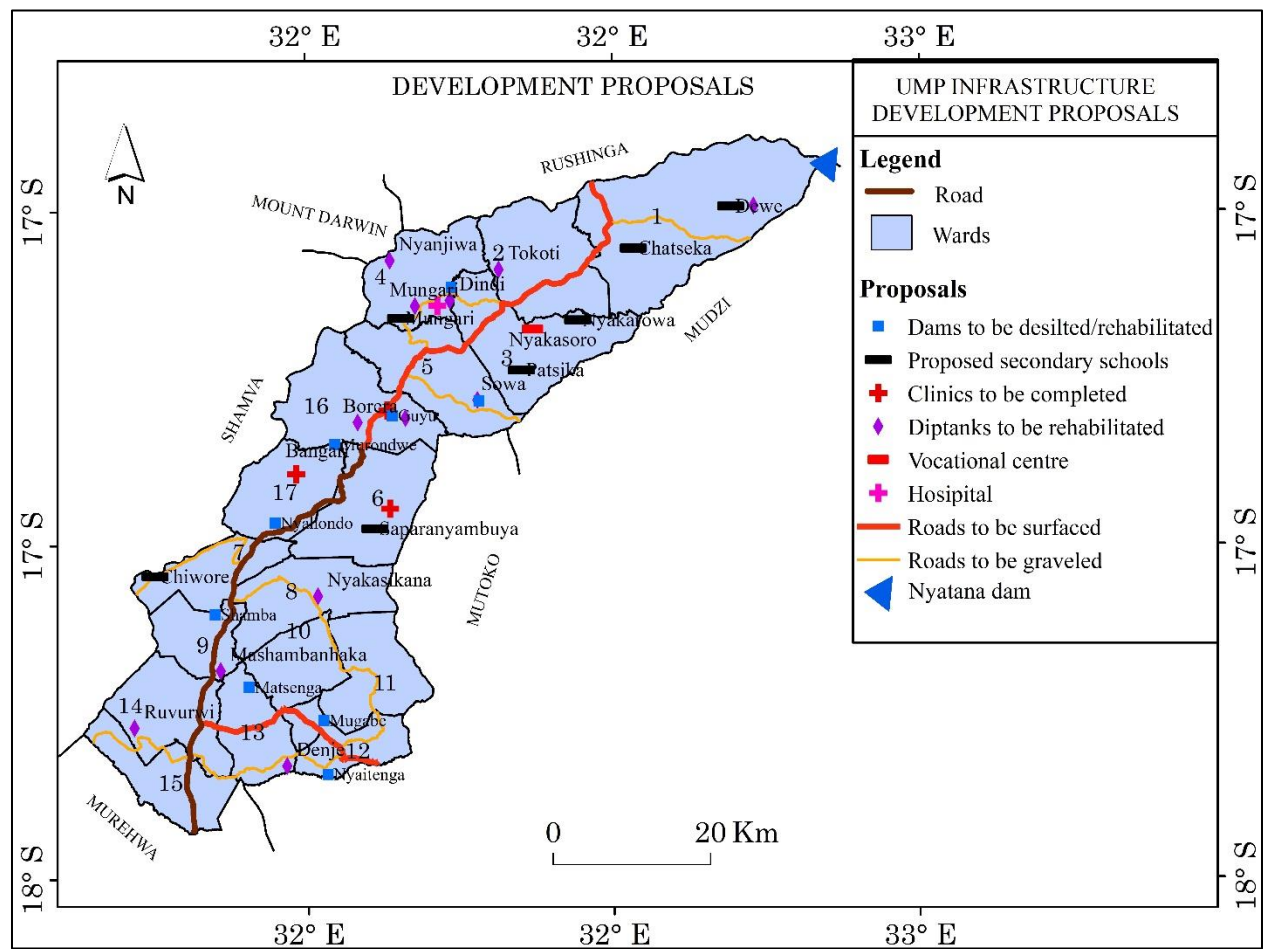 32° E 32° E 33° E
DEVELOPMENT PROPOSALS
UMP INFRASTRUCTURE
DEVELOPMENT PROPOSALS
Legend
Road
Wards
Proposals
Dams to be desilted/rehabilitated
Proposed secondary schools
Clinics to be completed
Diptanks to be rehabilitated
Vocational centre
Hosipital
Roads to be surfaced
Roads to be graveled
Nyatana dam
N
17° S
17° S
18° S
17° S
17° S
18° S
RUSHINGA
MOUNT DARWIN
MUDZI
SHAMVA
MUTOKO
MUREHWA
Dewe
1
Chatseka
Nyanjiwa
2 Tokoti
4
Dindi
Mungari
Mungari
Nyakarowa
Nyakasoro
3
Patsika
5
Sowa
16
Borera
Guyu
Murondwe
Bangari
17
6
Nyahondo
Saparanyambuya
7
Chiwore
8
Nyakasikana
Shamba
10
9
Mashambanhaka
Matsenga
11
14 Ruvurwi
Mugabe
13
Denje
12
Nyaitenga
15
0 20 Km
32° E 32° E 33° E